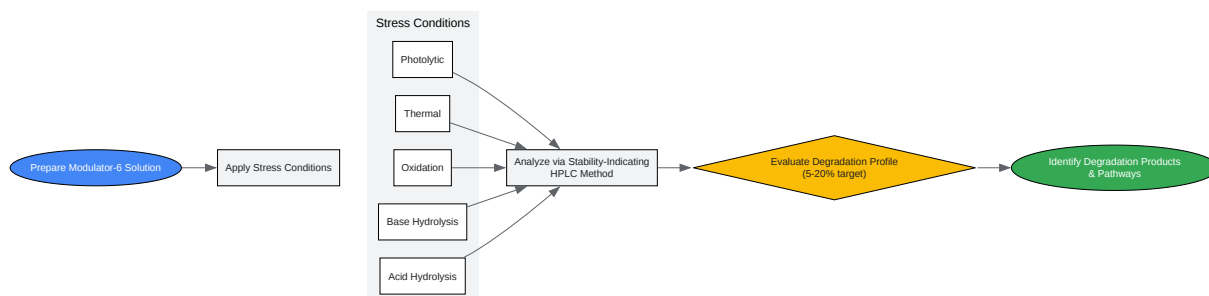 Stress Conditions
Photolytic
Thermal
Prepare Modulator-6 Solution
Apply Stress Conditions
Oxidation
Base Hydrolysis
Acid Hydrolysis
Analyze via Stability-Indicating
HPLC Method
Evaluate Degradation Profile
(5-20% target)
Identify Degradation Products
& Pathways